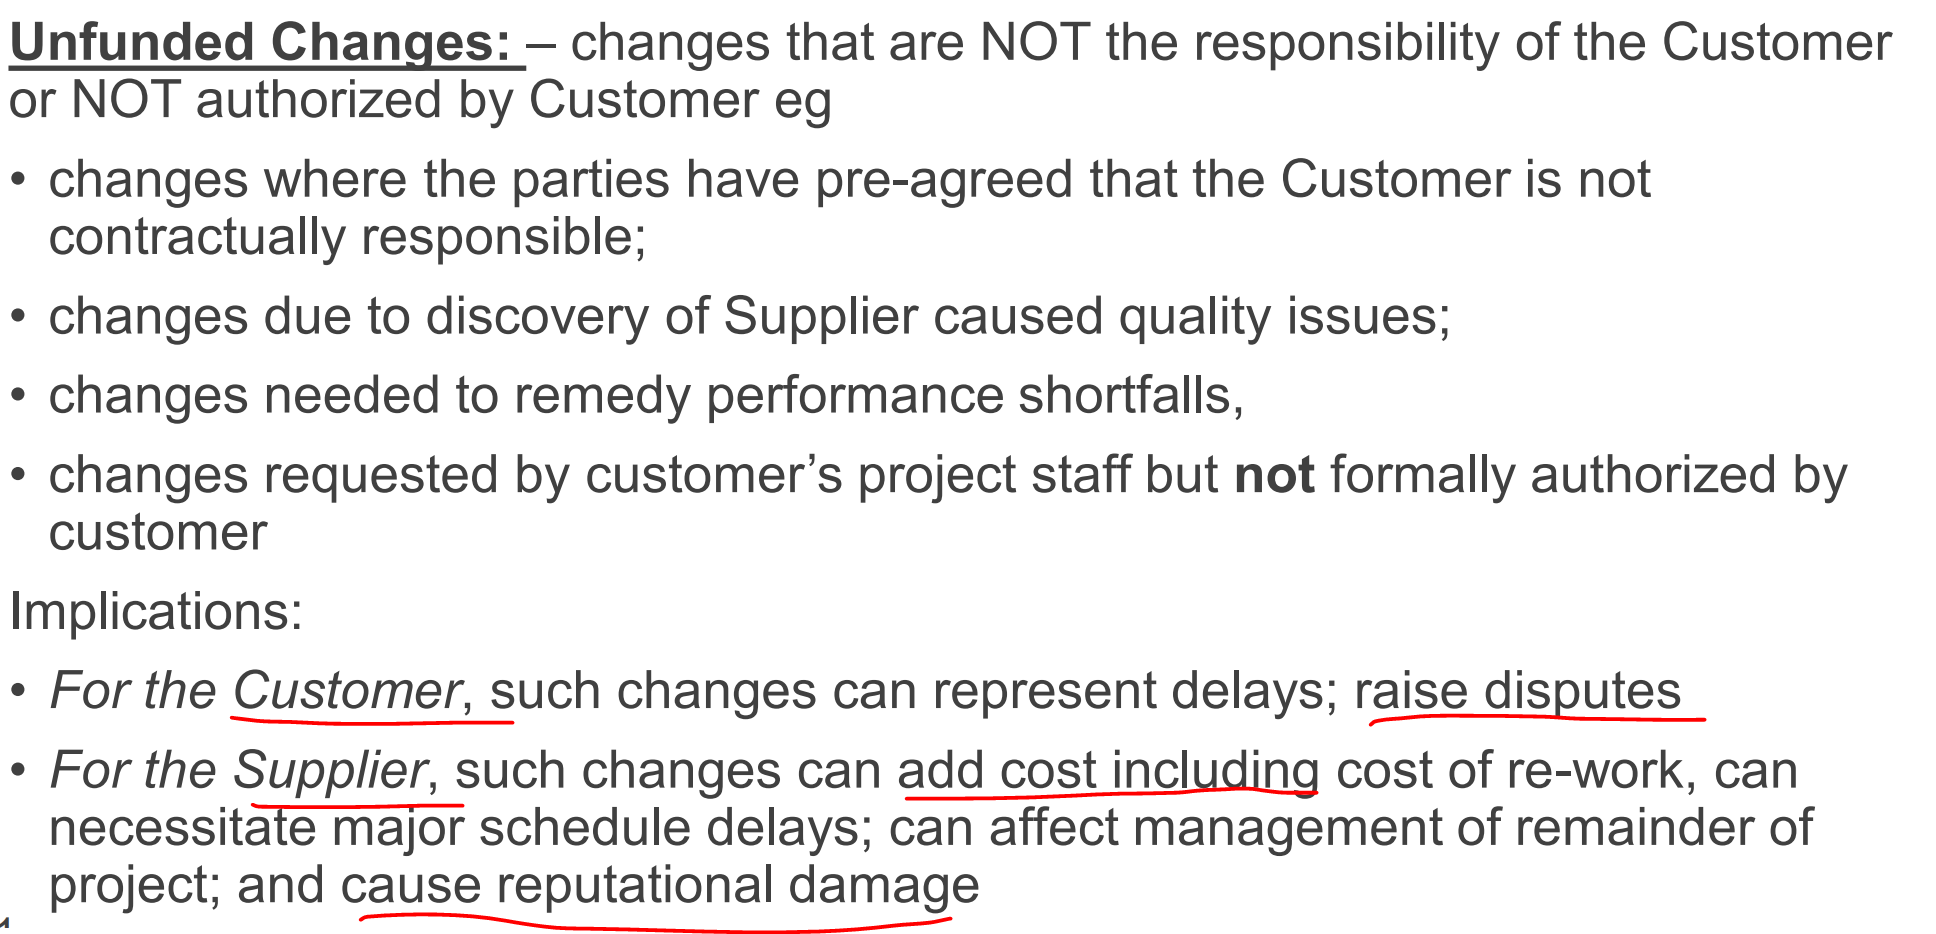 Unfunded Changes: – changes that are NOT the responsibility of the Customer
or NOT authorized by Customer eg
• changes where the parties have pre-agreed that the Customer is not
contractually responsible;
• changes due to discovery of Supplier caused quality issues;
• changes needed to remedy performance shortfalls,
• changes requested by customer’s project staff but not formally authorized by
customer
Implications:
• For the Customer, such changes can represent delays; raise disputes
• For the Supplier, such changes can add cost including cost of re-work, can
necessitate major schedule delays; can affect management of remainder of
project; and cause reputational damage